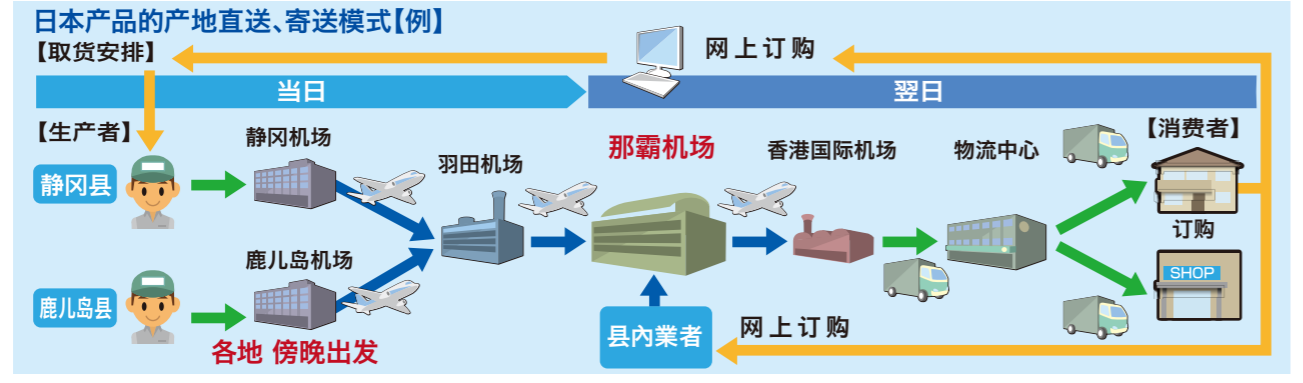 日本产品的产地直送、寄送模式【例】
【取货安排】
网上订购
当日
翌日
【生产者】
静冈机场
羽田机场
那霸机场
香港国际机场
物流中心
【消费者】
静冈县
订购
鹿儿岛机场
SHOP
鹿儿岛县
县內業者
网上订购
各地 傍晚出发